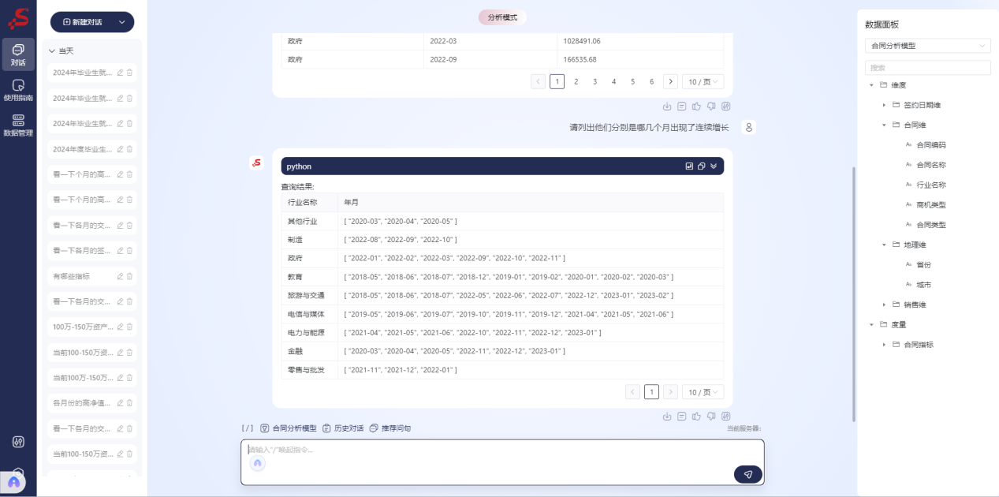 对话
使用指南
数据管理
新建对话
当天
2024年毕业生就...
2024年毕业生就...
2024年毕业生就...
2024年度毕业生...
看一下个月的高...
看一下个月的高...
看一下各月的交...
看一下各月的签...
有哪些指标
看一下各月的交...
100万-150万资产...
当前100-150万资...
当前100万-150万...
各月份的高净值...
看一下各月的交...
当前100-150万资...
分析模式
政府 2022-03 1028491.06
政府 2022-09 166535.68
1 2 3 4 5 6 10 / 页
请列出他们分别是哪几个月出现了连续增长
python
查询结果:
行业名称 年月
其他行业 [ "2020-03", "2020-04", "2020-05" ]
制造 [ "2022-08", "2022-09", "2022-10" ]
政府 [ "2022-01", "2022-02", "2022-03", "2022-09", "2022-10", "2022-11" ]
教育 [ "2018-05", "2018-06", "2018-07", "2018-12", "2019-01", "2019-02", "2020-01", "2020-02", "2020-03" ]
旅游与交通 [ "2018-05", "2018-06", "2018-07", "2022-05", "2022-06", "2022-07", "2022-12", "2023-01", "2023-02" ]
电信与媒体 [ "2019-05", "2019-06", "2019-07", "2019-10", "2019-11", "2019-12", "2021-04", "2021-05", "2021-06" ]
电力与能源 [ "2021-04", "2021-05", "2021-06", "2022-10", "2022-11", "2022-12", "2023-01" ]
金融 [ "2020-03", "2020-04", "2020-05", "2022-11", "2022-12", "2023-01" ]
零售与批发 [ "2021-11", "2021-12", "2022-01" ]
1 10 / 页
[ / ] 合同分析模型 历史对话 推荐问句 当前服务器:
请输入"/"唤起指令...
数据面板
合同分析模型
搜索
维度
签约日期维
合同维
合同编码
合同名称
行业名称
商机类型
合同类型
地理维
省份
城市
销售维
度量
合同指标